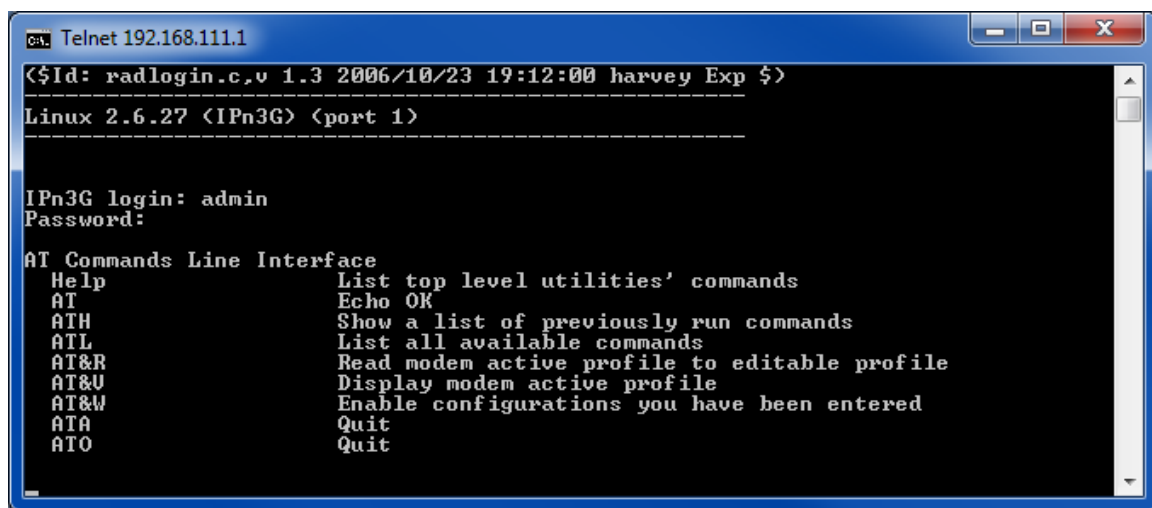 Telnet 192.168.111.1
($Id: radlogin.c,v 1.3 2006/10/23 19:12:00 harvey Exp $)
------------------------------------------------------
Linux 2.6.27 (IPn3G) (port 1)
------------------------------------------------------
IPn3G login: admin
Password:
AT Commands Line Interface
Help List top level utilities' commands
AT Echo OK
ATH Show a list of previously run commands
ATL List all available commands
AT&R Read modem active profile to editable profile
AT&V Display modem active profile
AT&W Enable configurations you have been entered
ATA Quit
ATO Quit